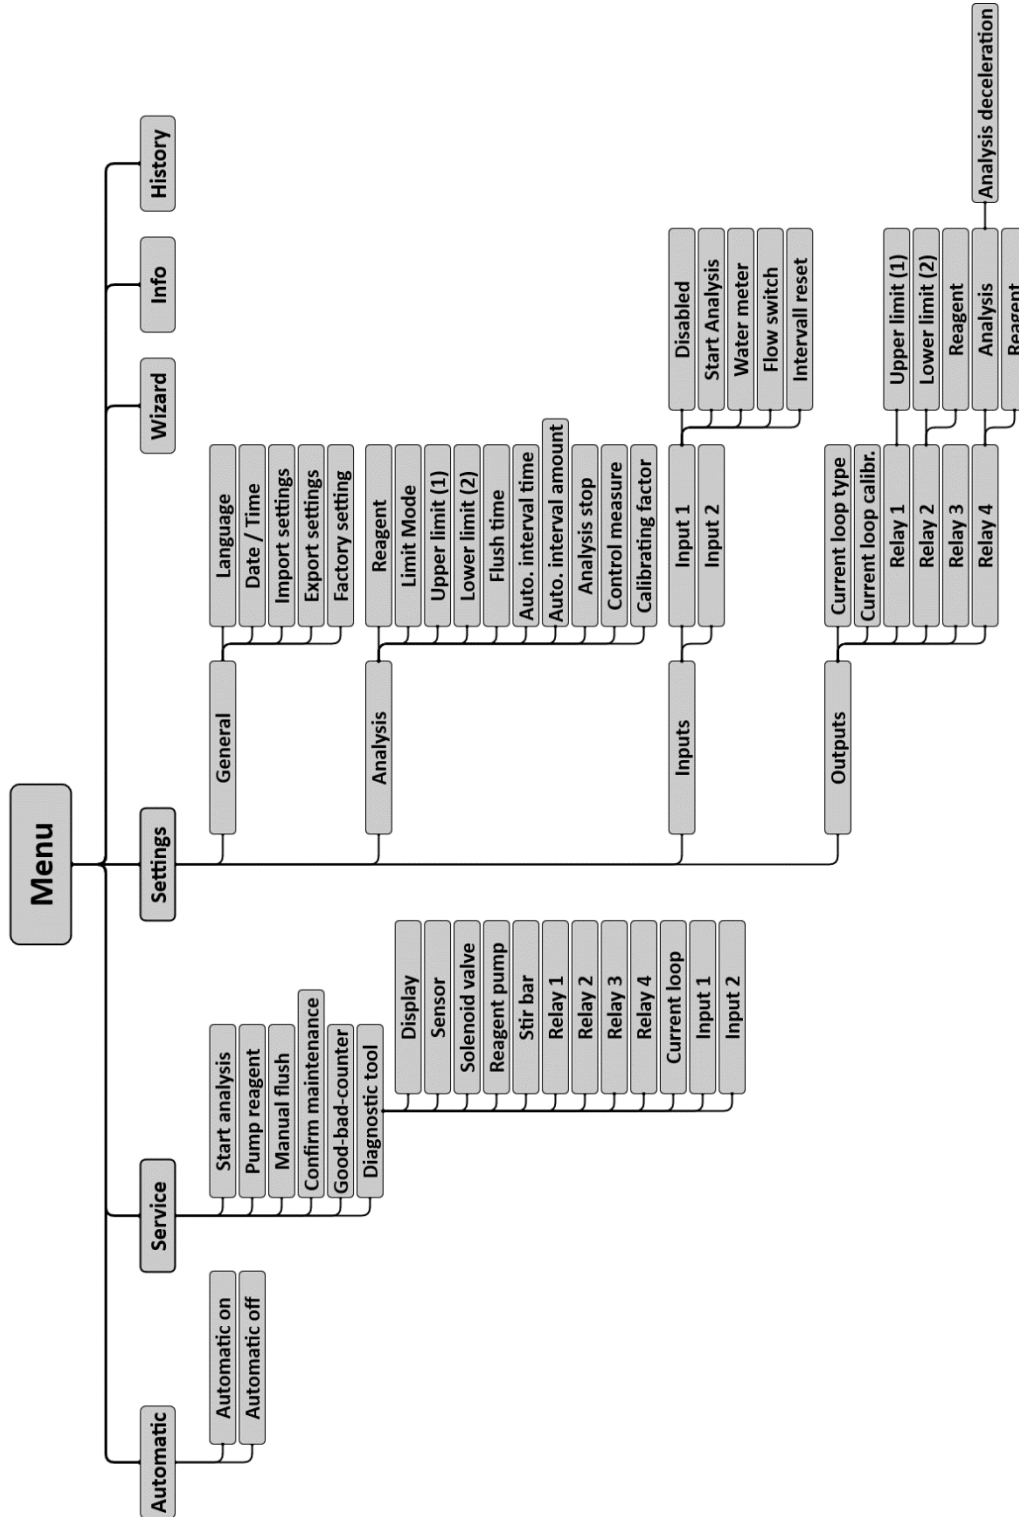 Menu
Automatic
Service
Settings
Wizard
Info
History
Automatic on
Automatic off
Start analysis
Pump reagent
Manual flush
Confirm maintenance
Good-bad-counter
Diagnostic tool
Display
Sensor
Solenoid valve
Reagent pump
Stir bar
Relay 1
Relay 2
Relay 3
Relay 4
Current loop
Input 1
Input 2
General
Language
Date / Time
Import settings
Export settings
Factory setting
Analysis
Reagent
Limit Mode
Upper limit (1)
Lower limit (2)
Flush time
Auto. interval time
Auto. interval amount
Analysis stop
Control measure
Calibrating factor
Inputs
Input 1
Input 2
Disabled
Start Analysis
Water meter
Flow switch
Intervall reset
Outputs
Current loop type
Current loop calibr.
Relay 1
Relay 2
Relay 3
Relay 4
Upper limit (1)
Lower limit (2)
Reagent
Analysis
Reagent
Analysis deceleration